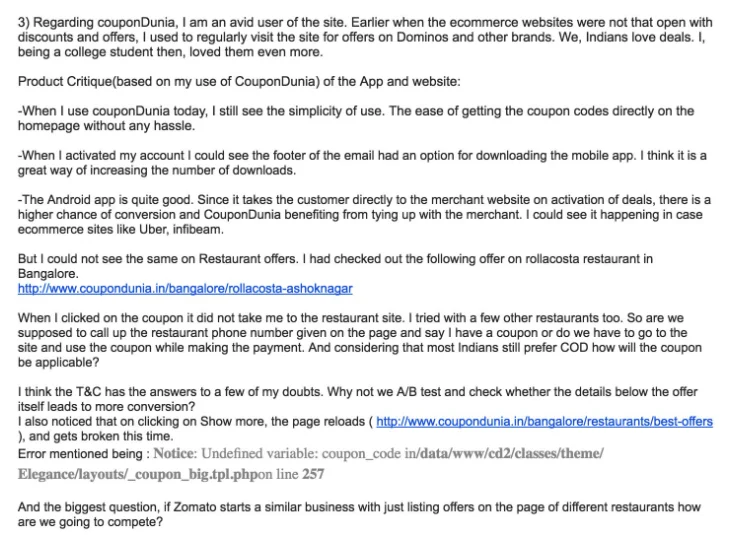 3) Regarding couponDunia, I am an avid user of the site. Earlier when the ecommerce websites were not that open with
discounts and offers, I used to regularly visit the site for offers on Dominos and other brands. We, Indians love deals. I,
being a college student then, loved them even more.
Product Critique(based on my use of CouponDunia) of the App and website:
-When I use couponDunia today, I still see the simplicity of use. The ease of getting the coupon codes directly on the
homepage without any hassle.
-When I activated my account I could see the footer of the email had an option for downloading the mobile app. I think it is a
great way of increasing the number of downloads.
-The Android app is quite good. Since it takes the customer directly to the merchant website on activation of deals, there is a
higher chance of conversion and CouponDunia benefiting from tying up with the merchant. I could see it happening in case
ecommerce sites like Uber, infibeam.
But I could not see the same on Restaurant offers. I had checked out the following offer on rollacosta restaurant in
Bangalore.
http://www.coupondunia.in/bangalore/rollacosta-ashoknagar
When I clicked on the coupon it did not take me to the restaurant site. I tried with a few other restaurants too. So are we
supposed to call up the restaurant phone number given on the page and say I have a coupon or do we have to go to the
site and use the coupon while making the payment. And considering that most Indians still prefer COD how will the coupon
be applicable?
I think the T&C has the answers to a few of my doubts. Why not we A/B test and check whether the details below the offer
itself leads to more conversion?
I also noticed that on clicking on Show more, the page reloads ( http://www.coupondunia.in/bangalore/restaurants/best-offers
), and gets broken this time.
Error mentioned being : Notice: Undefined variable: coupon_code in/data/www/cd2/classes/theme/
Elegance/layouts/_coupon_big.tpl.phpon line 257
And the biggest question, if Zomato starts a similar business with just listing offers on the page of different restaurants how
are we going to compete?